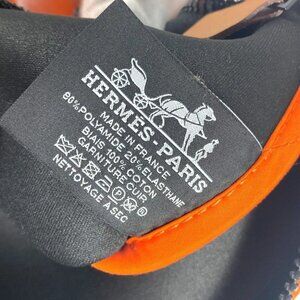 HERMES-PARIS
MADE IN FRANCE
80% POLYAMIDE 20% ELASTHANE
BIAIS 100% COTON
GARNITURE CUIR
NETTOYAGE A SEC